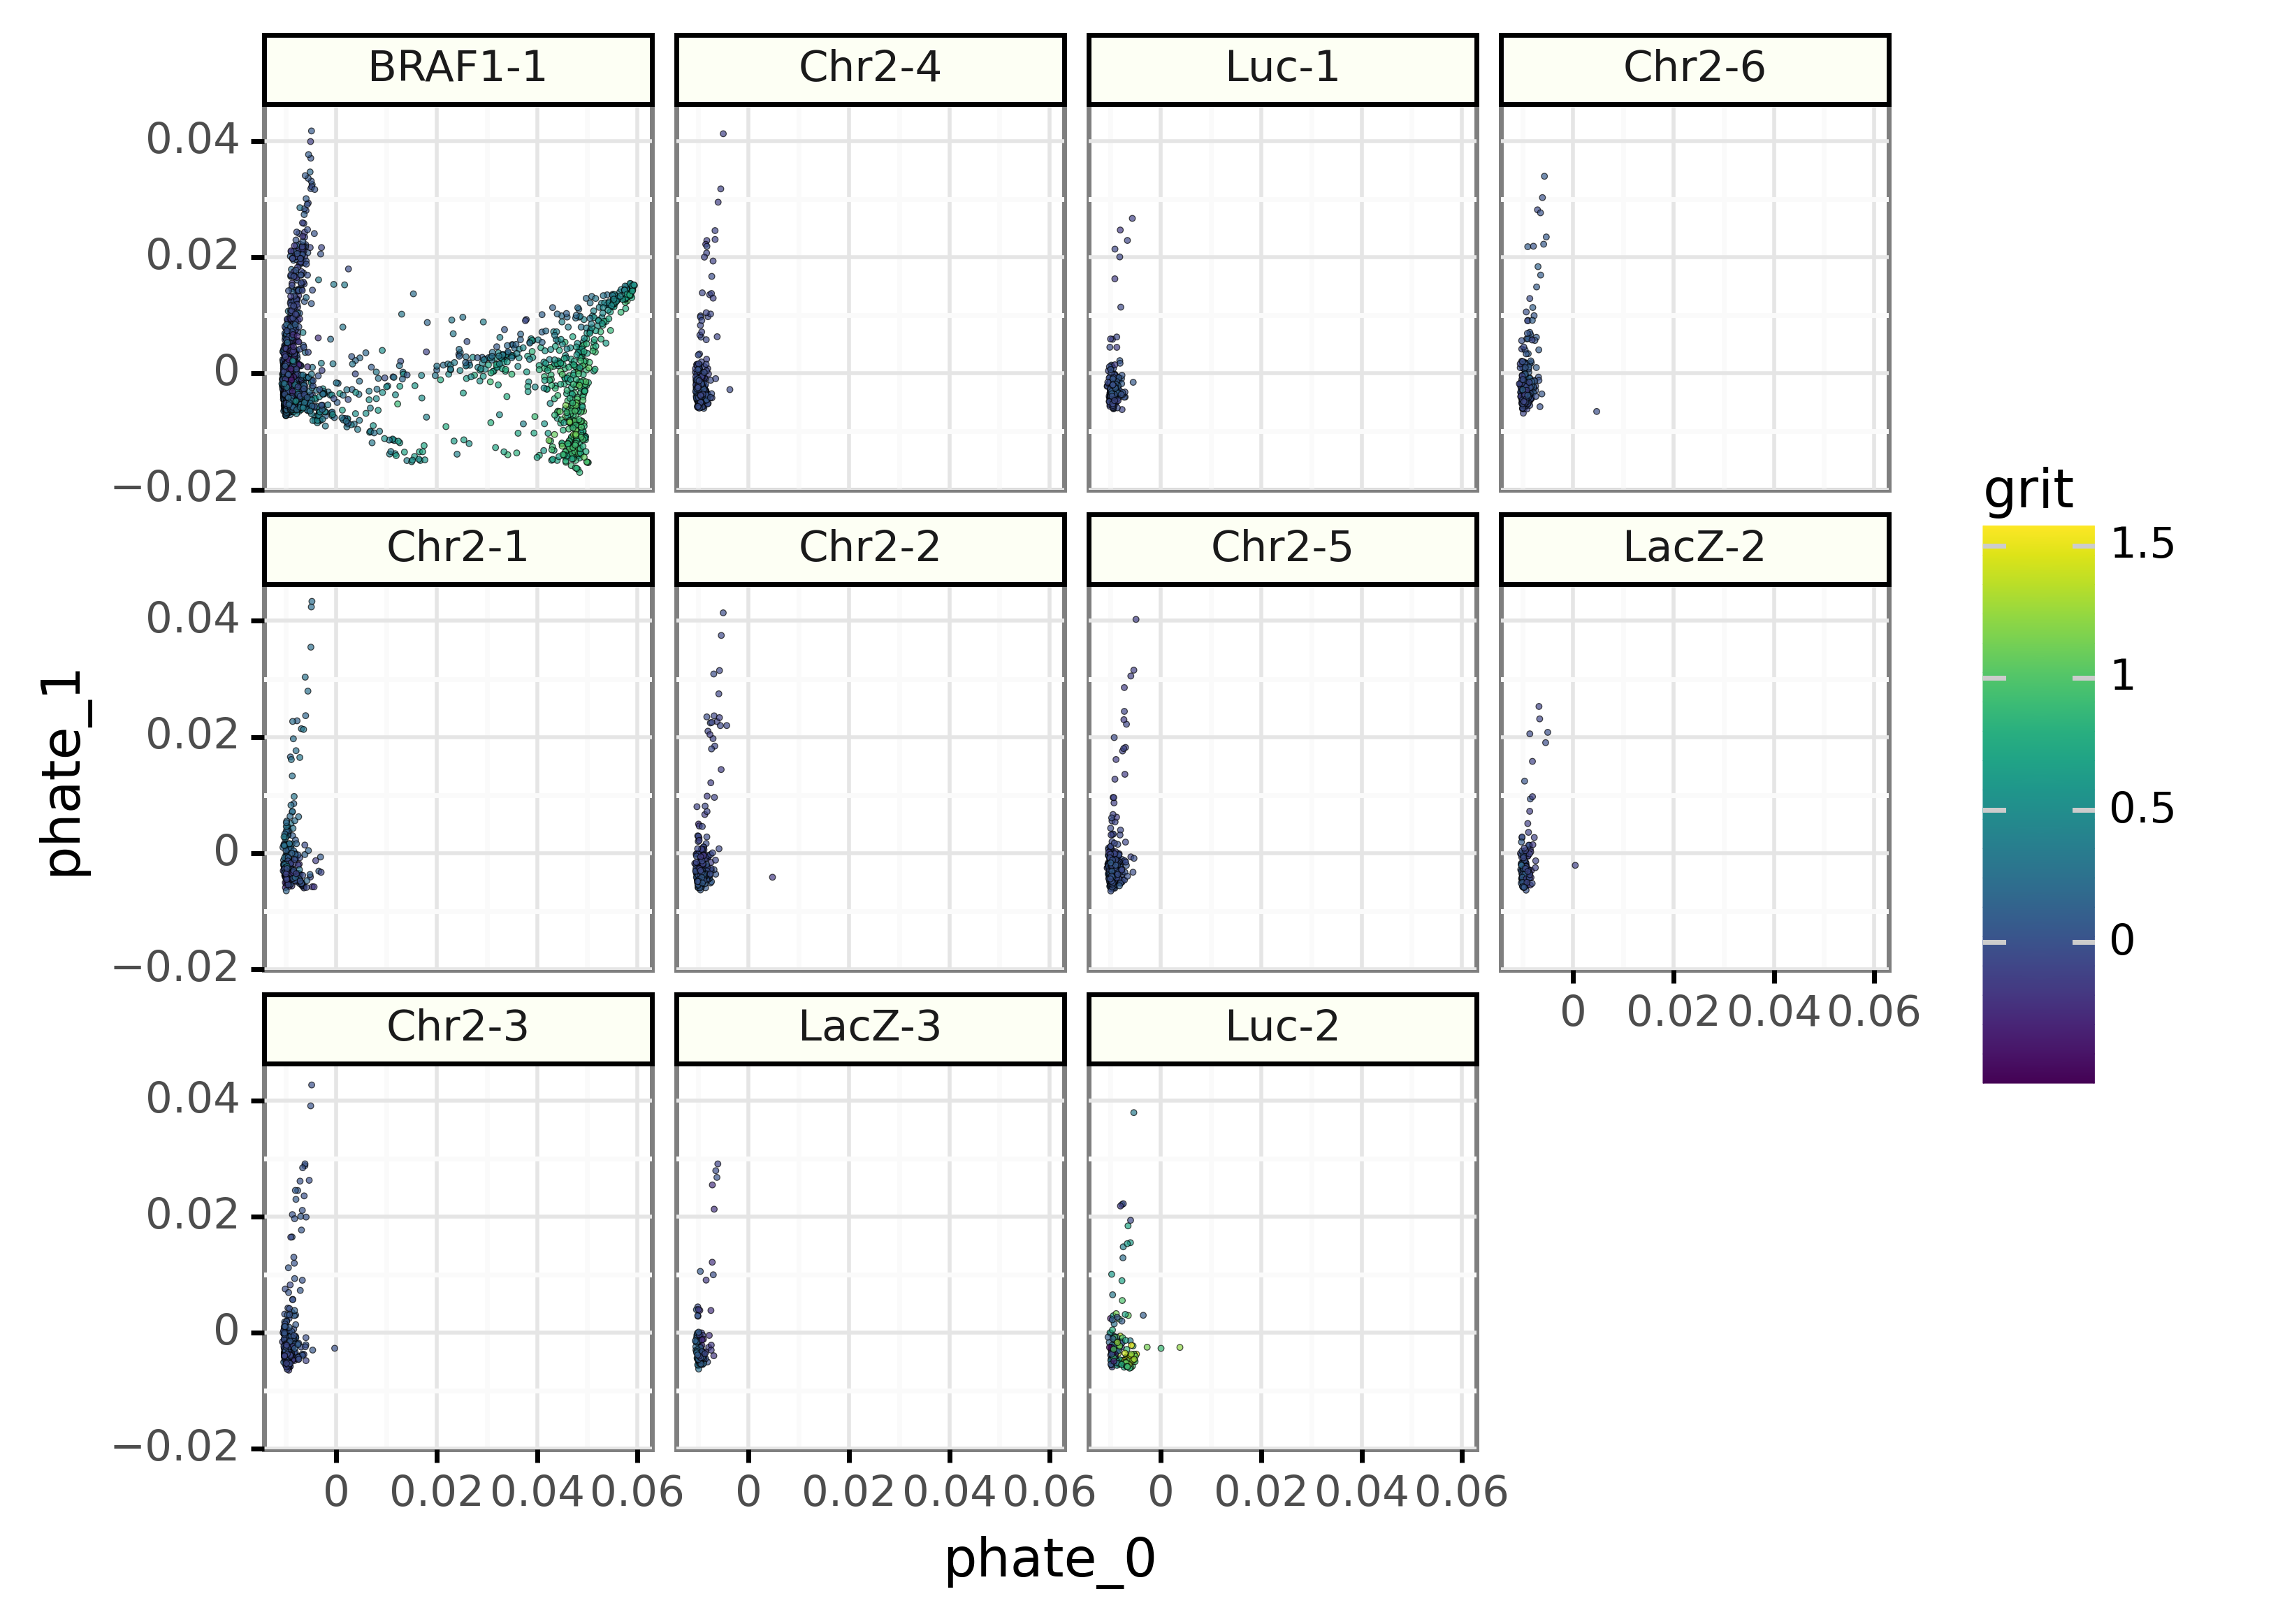 BRAF1-1 Chr2-4 Luc-1 Chr2-6
0.04
0.02
0
−0.02
Chr2-1 Chr2-2 Chr2-5 LacZ-2
0.04
0.02
0
−0.02
0 0.02 0.04 0.06
Chr2-3 LacZ-3 Luc-2
0.04
0.02
0
−0.02
0 0.02 0.04 0.06 0 0.02 0.04 0.06 0 0.02 0.04 0.06
phate_0
phate_1
grit
1.5
1
0.5
0